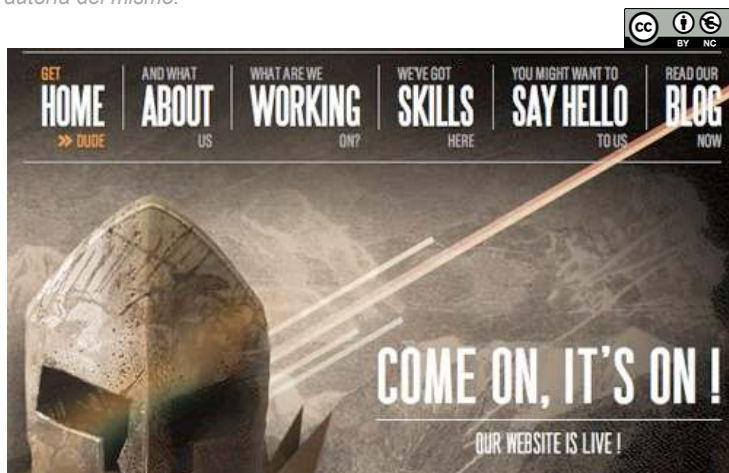 autoría del mismo.
cc
BY NC
GET
HOME
>> DUDE
AND WHAT
ABOUT
US
WHAT ARE WE
WORKING
ON?
WE'VE GOT
SKILLS
HERE
YOU MIGHT WANT TO
SAY HELLO
TO US
READ OUR
BLOG
NOW
COME ON, IT'S ON !
OUR WEBSITE IS LIVE !